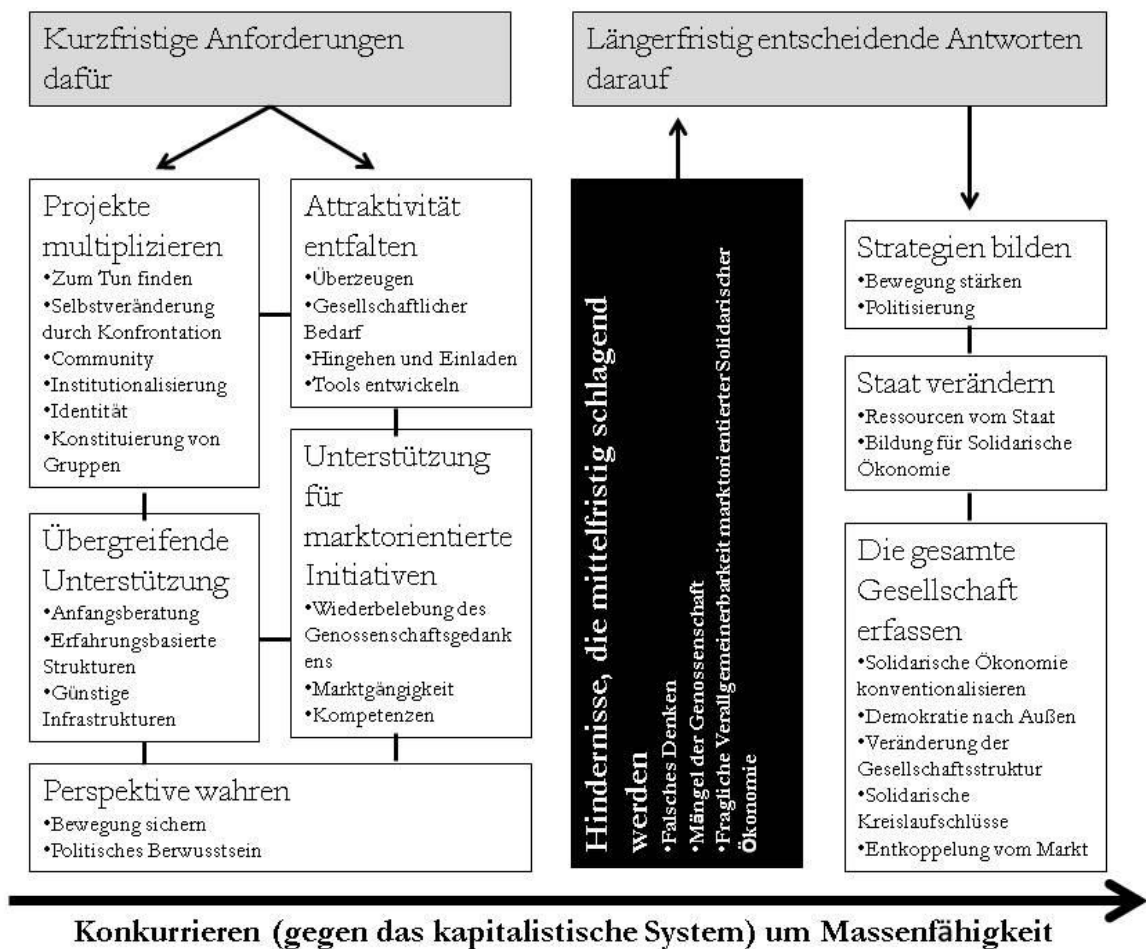 Kurzfristige Anforderungen
dafür
Längerfristig entscheidende Antworten
darauf
Projekte
multiplizieren
•Zum Tun finden
•Selbstveränderung
durch Konfrontation
•Community
•Institutionalisierung
•Identität
•Konstituierung von
Gruppen
Attraktivität
entfalten
•Überzeugen
•Gesellschaftlicher
Bedarf
•Hingehen und Einladen
•Tools entwickeln
Übergreifende
Unterstützung
•Anfangsberatung
•Erfahrungsbasierte
Strukturen
•Günstige
Infrastrukturen
Unterstützung
für
marktorientierte
Initiativen
•Wiederbelebung des
Genossenschaftsgedank
ens
•Marktgängigkeit
•Kompetenzen
Perspektive wahren
•Bewegung sichern
•Politisches Berwusstsein
Hindernisse, die mittelfristig schlagend
werden
•Falsches Denken
•Mängel der Genossenschaft
•Fragliche Verallgemeinerbarkeit marktorientierter Solidarischer
Ökonomie
Strategien bilden
•Bewegung stärken
•Politisierung
Staat verändern
•Ressourcen vom Staat
•Bildung für Solidarische
Ökonomie
Die gesamte
Gesellschaft
erfassen
•Solidarische Ökonomie
konventionalisieren
•Demokratie nach Außen
•Veränderung der
Gesellschaftsstruktur
•Solidarische
Kreislaufschlüsse
•Entkoppelung vom Markt
Konkurrieren (gegen das kapitalistische System) um Massenfähigkeit